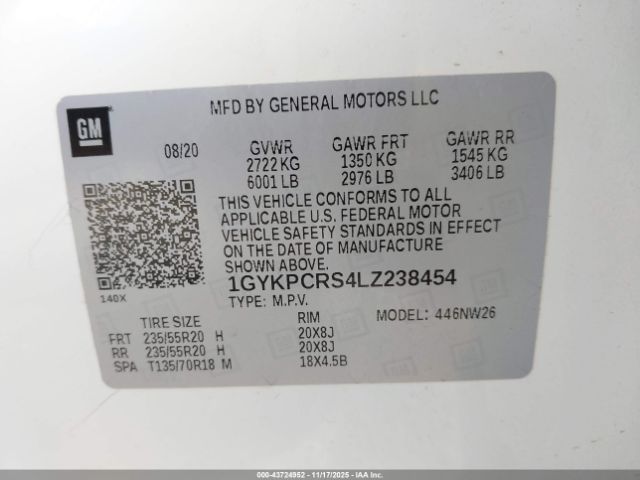 GM
MFD BY GENERAL MOTORS LLC
08/20 GVWR GAWR FRT GAWR RR
2722 KG 1350 KG 1545 KG
6001 LB 2976 LB 3406 LB
THIS VEHICLE CONFORMS TO ALL
APPLICABLE U.S. FEDERAL MOTOR
VEHICLE SAFETY STANDARDS IN EFFECT
ON THE DATE OF MANUFACTURE
SHOWN ABOVE.
1GYKPCRS4LZ238454
140X
TYPE: M.P.V.
TIRE SIZE RIM MODEL: 446NW26
FRT 235/55R20 H 20X8J
RR 235/55R20 H 20X8J
SPA T135/70R18 M 18X4.5B
000-43724952 - 11/17/2025 - IAAI.com